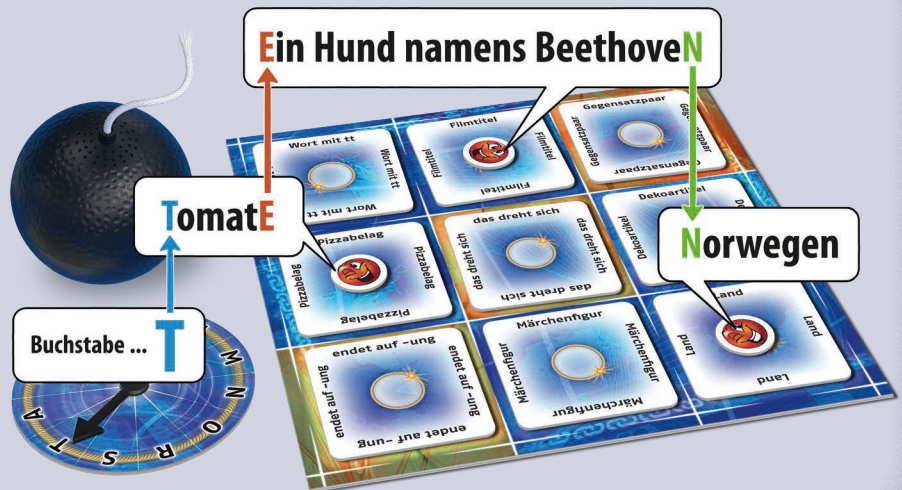 Ein Hund namens BeethoveN
TomatE
Norwegen
Buchstabe ... T
Wort mit tt
Wort mit tt
Wort mit tt
Filmtitel
Filmtitel
Filmtitel
Filmtitel
Gegensatzpaar
Gegensatzpaar
Gegensatzpaar
Pizzabelag
Pizzabelag
Pizzabelag
Pizzabelag
das dreht sich
das dreht sich
das dreht sich
das dreht sich
Dekoartikel
Dekoartikel
endet auf -ung
endet auf -ung
endet auf -ung
endet auf -ung
Märchenfigur
Märchenfigur
Märchenfigur
Märchenfigur
Land
Land
Land
Land
A T S R O N M